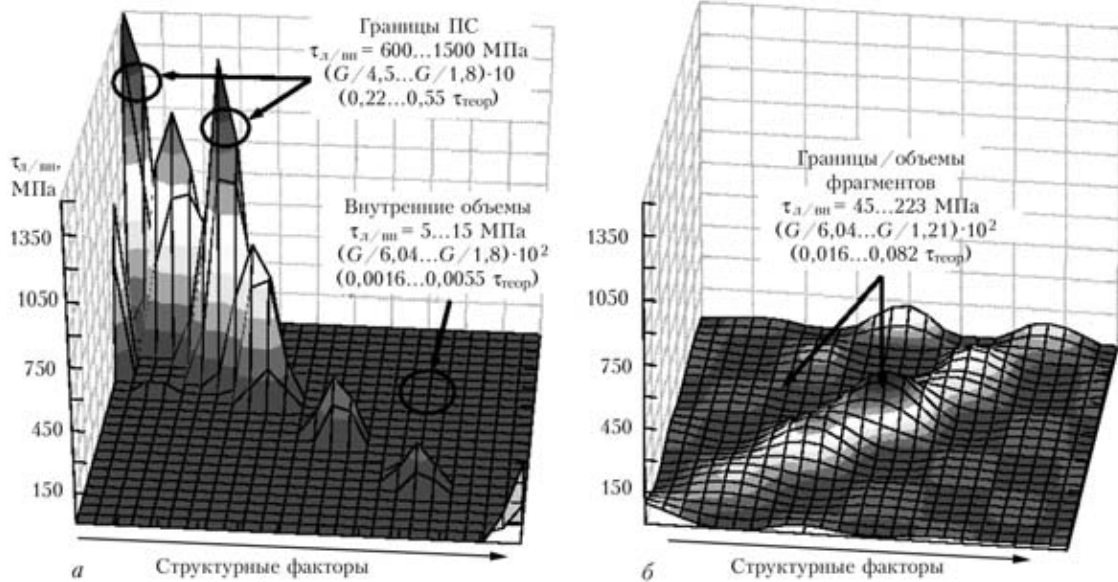 Границы ПС
τл/вн = 600...1500 МПа
(G/4,5...G/1,8)·10
(0,22...0,55 τтеор)
τл/вн,
МПа
1350
1050
750
450
150
Внутренние объемы
τл/вн = 5...15 МПа
(G/6,04...G/1,8)·10²
(0,0016...0,0055 τтеор)
а
Структурные факторы
Границы/объемы
фрагментов
τл/вн = 45...223 МПа
(G/6,04...G/1,21)·10²
(0,016...0,082 τтеор)
1350
1050
750
450
150
б
Структурные факторы